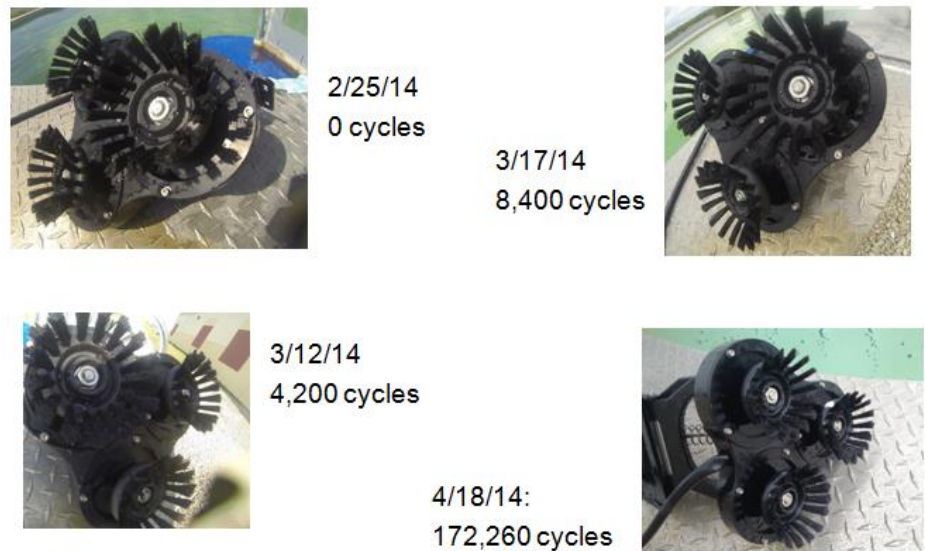 2/25/14
0 cycles
3/17/14
8,400 cycles
3/12/14
4,200 cycles
4/18/14:
172,260 cycles